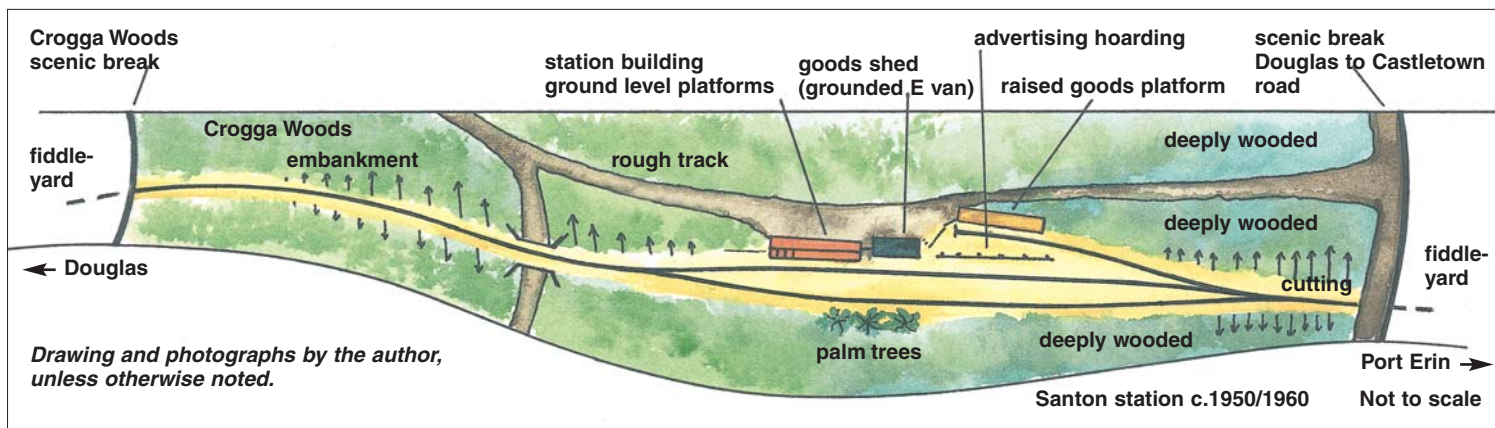 Crogga Woods
scenic break
station building
ground level platforms
goods shed
(grounded E van)
advertising hoarding
raised goods platform
scenic break
Douglas to Castletown
road
fiddle-
yard
Crogga Woods
embankment
rough track
deeply wooded
deeply wooded
cutting
fiddle-
yard
← Douglas
palm trees
deeply wooded
Port Erin →
Drawing and photographs by the author,
unless otherwise noted.
Santon station c.1950/1960
Not to scale